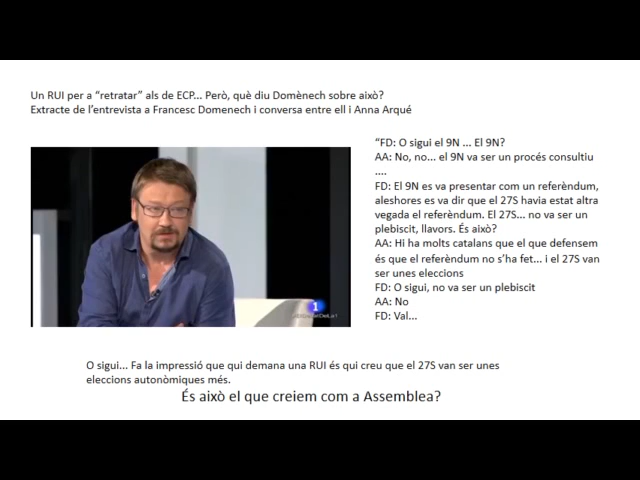 Un RUI per a “retratar” als de ECP... Però, què diu Domènech sobre això?
Extracte de l’entrevista a Francesc Domenech i conversa entre ell i Anna Arqué
“FD: O sigui el 9N ... El 9N?
AA: No, no... el 9N va ser un procés consultiu
....
FD: El 9N es va presentar com un referèndum,
aleshores es va dir que el 27S havia estat altra
vegada el referèndum. El 27S... no va ser un
plebiscit, llavors. És això?
AA: Hi ha molts catalans que el que defensem
és que el referèndum no s’ha fet... i el 27S van
ser unes eleccions
FD: O sigui, no va ser un plebiscit
AA: No
FD: Val...
1
O sigui... Fa la impressió que qui demana una RUI és qui creu que el 27S van ser unes
eleccions autonòmiques més.
És això el que creiem com a Assemblea?